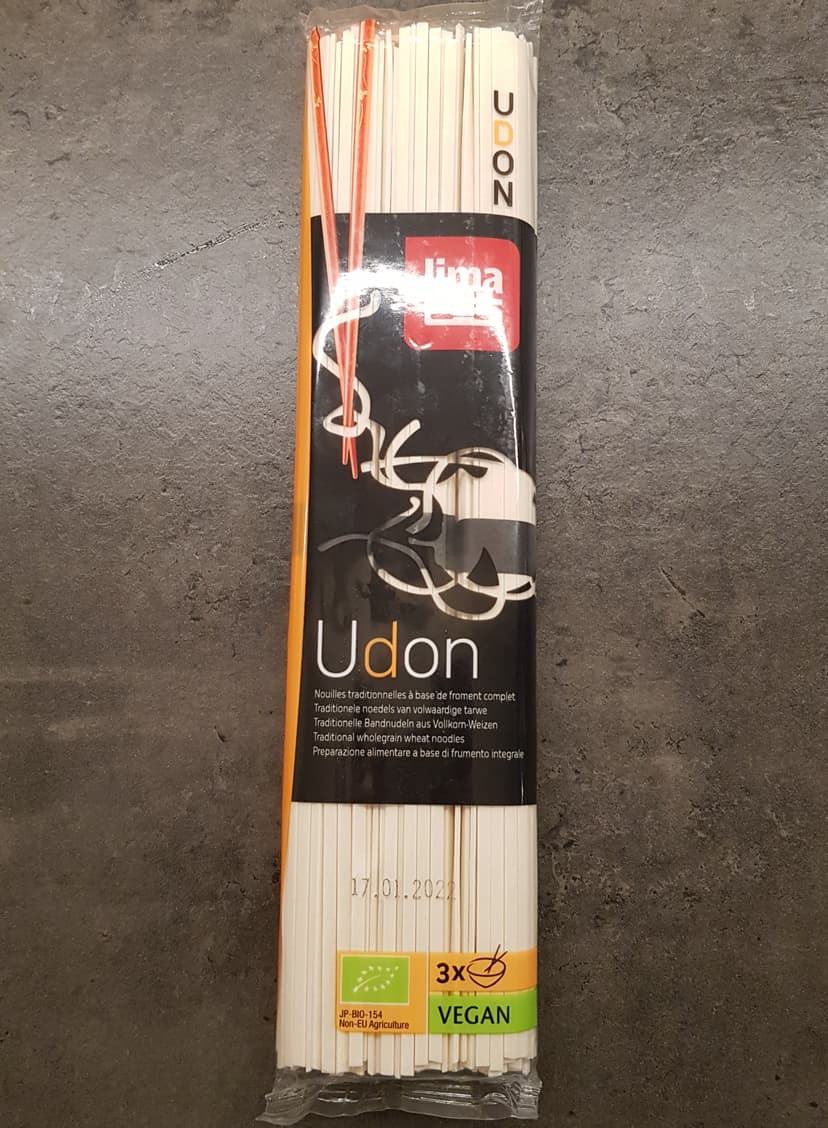 UDON
lima
Udon
Nouilles traditionnelles à base de froment complet
Traditionele noedels van volwaardige tarwe
Traditionelle Bandnudeln aus Vollkorn-Weizen
Traditional wholegrain wheat noodles
Preparazione alimentare a base di frumento integrale
17.01.2022
3x
JP-BIO-154
Non-EU Agriculture
VEGAN